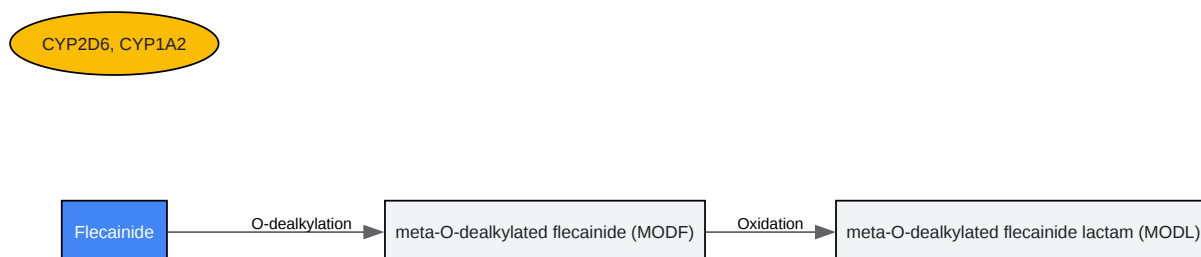 CYP2D6, CYP1A2
Flecainide
O-dealkylation
meta-O-dealkylated flecainide (MODF)
Oxidation
meta-O-dealkylated flecainide lactam (MODL)